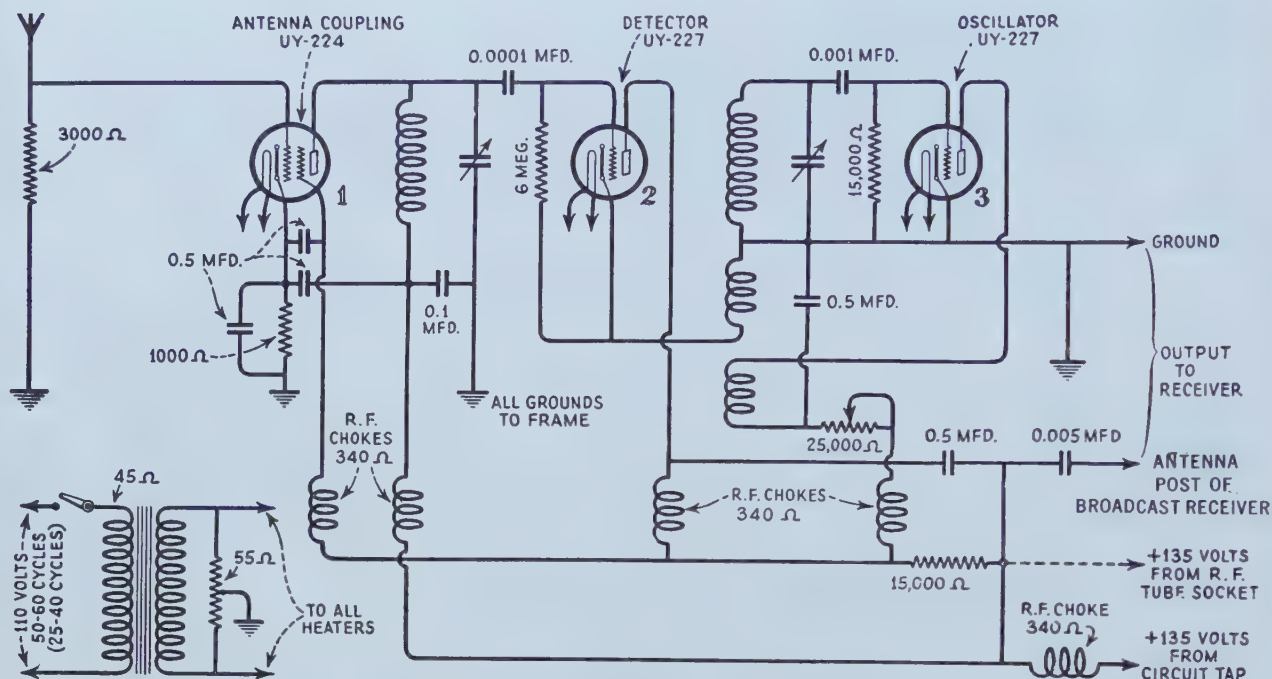 ANTENNA COUPLING
UY-224
DETECTOR
UY-227
OSCILLATOR
UY-227
0.0001 MFD.
0.001 MFD.
3000 Ω
6 MEG.
15,000 Ω
1
2
3
0.5 MFD.
0.1
MFD.
0.5 MFD.
1000 Ω
GROUND
OUTPUT
TO
RECEIVER
ALL GROUNDS
TO FRAME
R.F.
CHOKES
340 Ω
25,000 Ω
0.5 MFD.
0.005 MFD
ANTENNA
POST OF
BROADCAST RECEIVER
R.F. CHOKES
340 Ω
45 Ω
110 VOLTS
50-60 CYCLES
(25-40 CYCLES)
55 Ω
TO ALL
HEATERS
15,000 Ω
+135 VOLTS
FROM R.F.
TUBE SOCKET
R.F. CHOKE
340 Ω
+135 VOLTS
FROM
CIRCUIT TAP